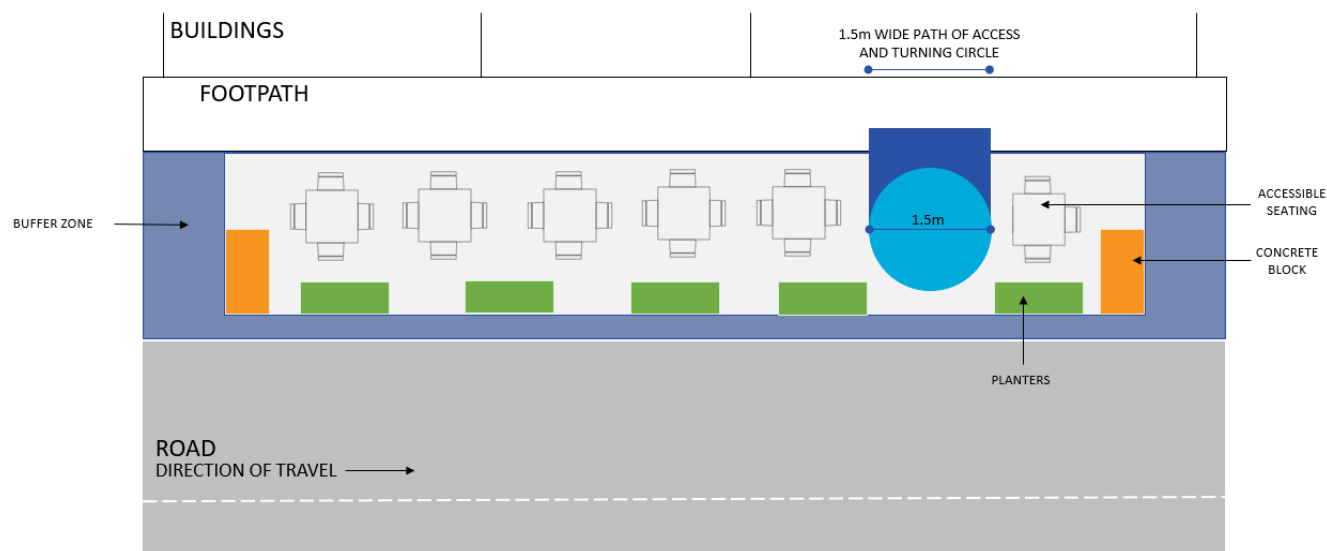 BUILDINGS
1.5m WIDE PATH OF ACCESS
AND TURNING CIRCLE
FOOTPATH
BUFFER ZONE
1.5m
ACCESSIBLE
SEATING
CONCRETE
BLOCK
PLANTERS
ROAD
DIRECTION OF TRAVEL